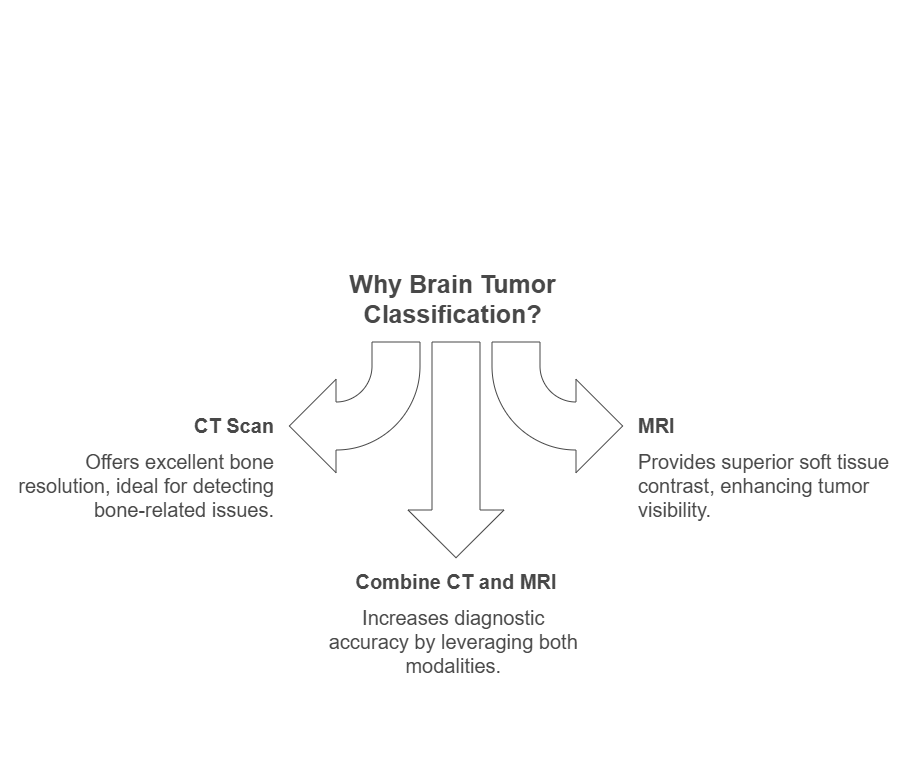 Why Brain Tumor
Classification?
CT Scan
Offers excellent bone
resolution, ideal for detecting
bone-related issues.
MRI
Provides superior soft tissue
contrast, enhancing tumor
visibility.
Combine CT and MRI
Increases diagnostic
accuracy by leveraging both
modalities.